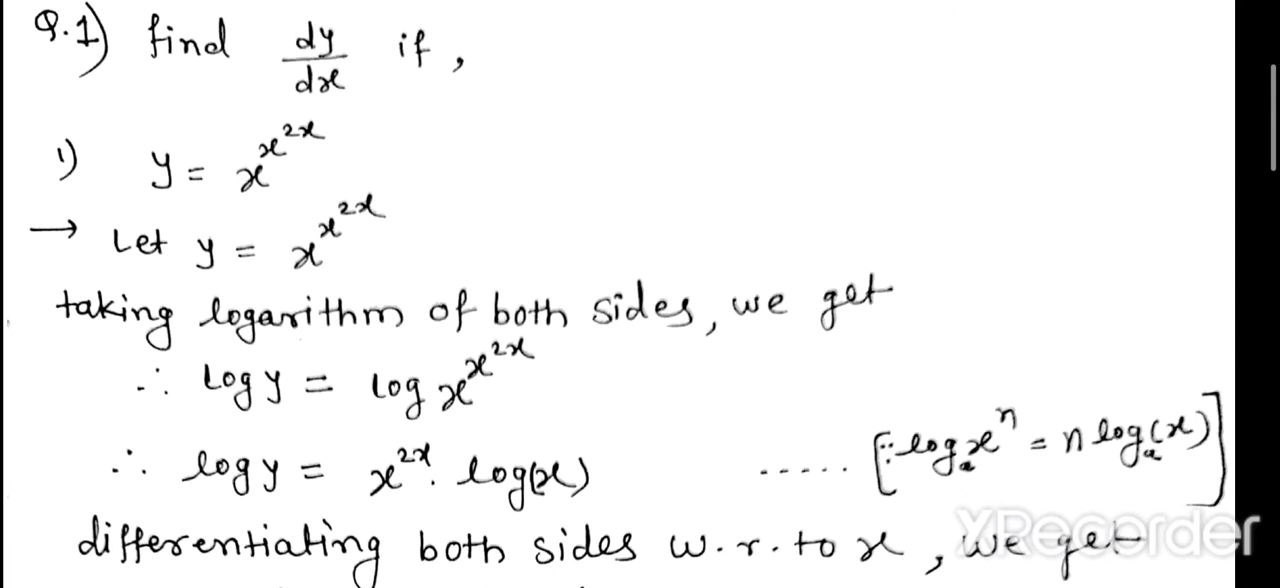 Q.1) find dy/dx if,
1) y = x^x^2x
→ Let y = x^x^2x
taking logarithm of both sides, we get
∴ Log y = log x^x^2x
∴ log y = x^2x . log(x) ..... [∵ log_a x^n = n log_a(x)]
differentiating both sides w.r.to x, we get
XRecorder